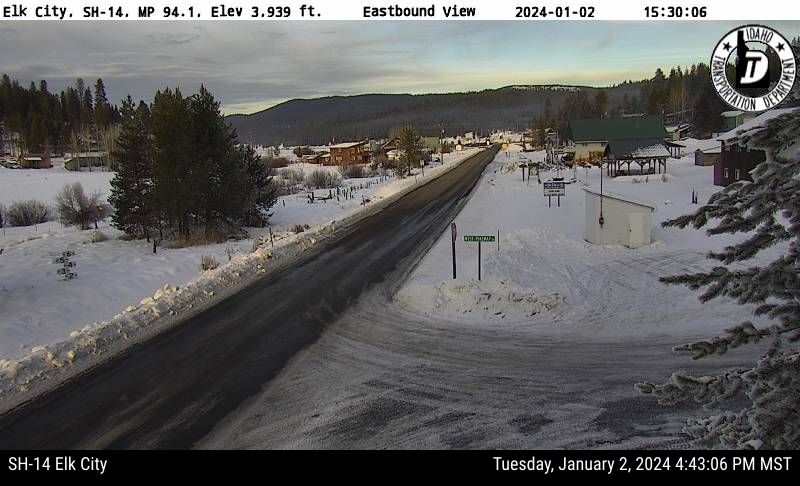 Elk City, SH-14, MP 94.1, Elev 3,939 ft. Eastbound View 2024-01-02 15:30:06
IDAHO
TRANSPORTATION DEPARTMENT
SH-14 Elk City Tuesday, January 2, 2024 4:43:06 PM MST